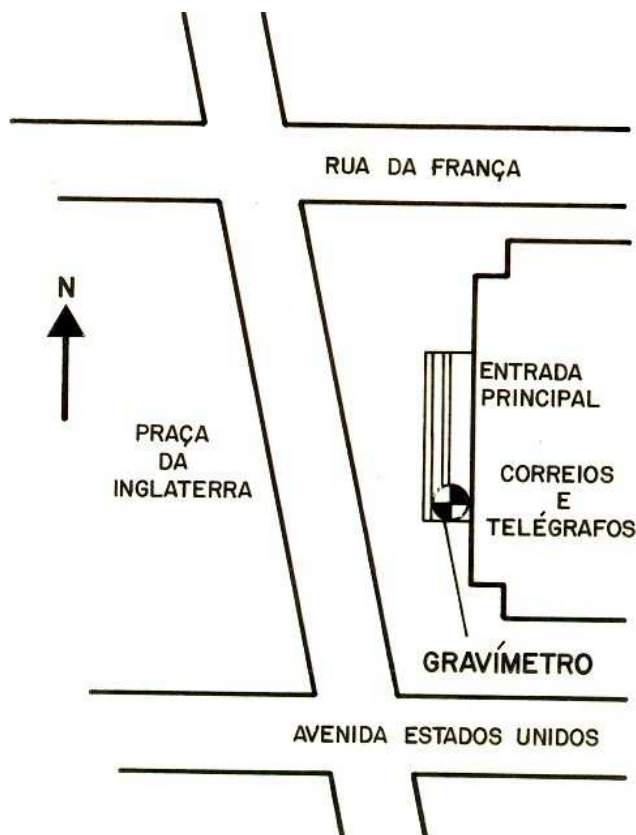 RUA DA FRANÇA
N
ENTRADA
PRINCIPAL
PRAÇA
DA
INGLATERRA
CORREIOS
E
TELÉGRAFOS
GRAVÍMETRO
AVENIDA ESTADOS UNIDOS